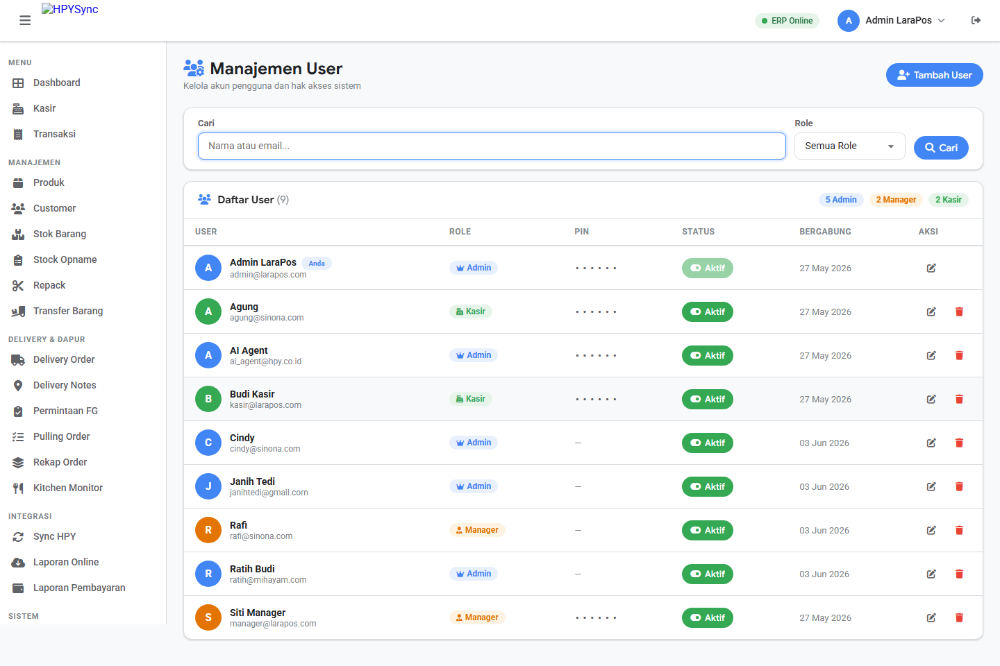 HPYSync
ERP Online
A
Admin LaraPos
MENU
Dashboard
Kasir
Transaksi
MANAJEMEN
Produk
Customer
Stok Barang
Stock Opname
Repack
Transfer Barang
DELIVERY & DAPUR
Delivery Order
Delivery Notes
Permintaan FG
Pulling Order
Rekap Order
Kitchen Monitor
INTEGRASI
Sync HPY
Laporan Online
Laporan Pembayaran
SISTEM
Manajemen User
Kelola akun pengguna dan hak akses sistem
Tambah User
Cari
Role
Nama atau email...
Semua Role
Cari
Daftar User (9)
5 Admin
2 Manager
2 Kasir
USER ROLE PIN STATUS BERGABUNG AKSI
A Admin LaraPos Anda
admin@larapos.com
Admin •••••• Aktif 27 May 2026
A Agung
agung@sinona.com
Kasir •••••• Aktif 27 May 2026
A AI Agent
ai_agent@hpy.co.id
Admin •••••• Aktif 27 May 2026
B Budi Kasir
kasir@larapos.com
Kasir •••••• Aktif 27 May 2026
C Cindy
cindy@sinona.com
Admin — Aktif 03 Jun 2026
J Janih Tedi
janihtedi@gmail.com
Admin — Aktif 03 Jun 2026
R Rafi
rafi@sinona.com
Manager — Aktif 03 Jun 2026
R Ratih Budi
ratih@mihayam.com
Admin — Aktif 03 Jun 2026
S Siti Manager
manager@larapos.com
Manager •••••• Aktif 27 May 2026